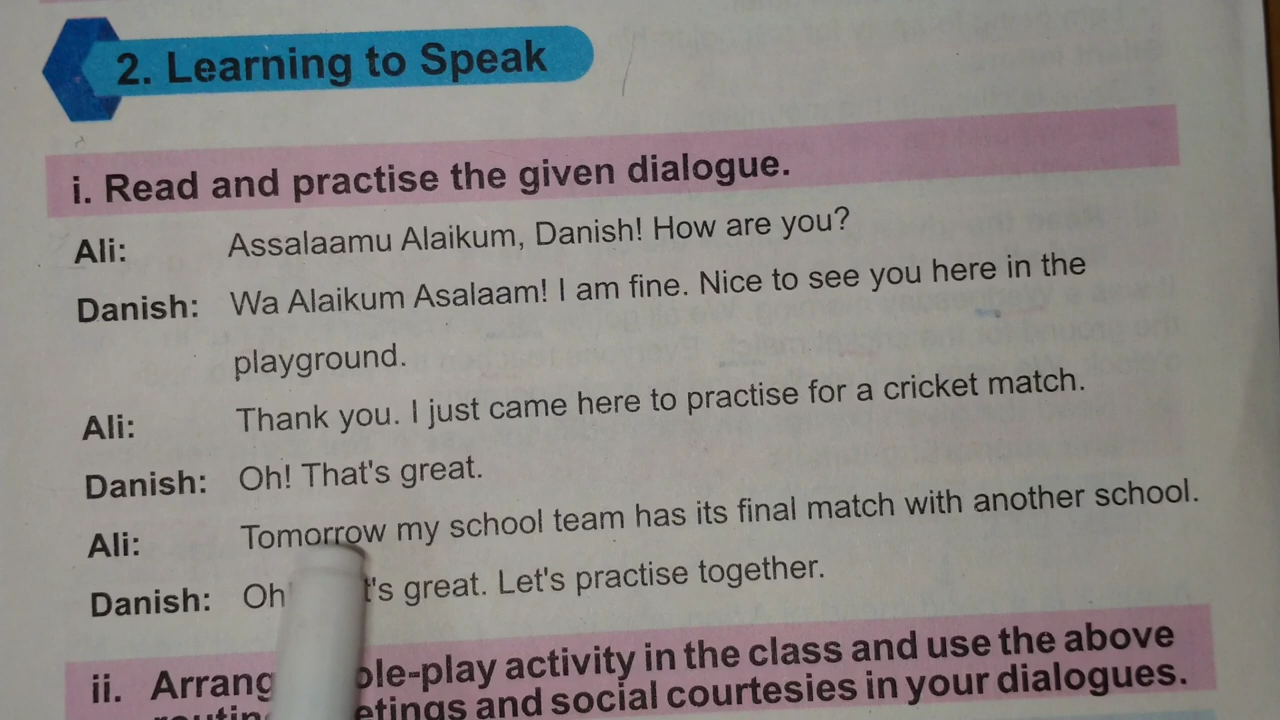 2. Learning to Speak
i. Read and practise the given dialogue.
Ali: Assalaamu Alaikum, Danish! How are you?
Danish: Wa Alaikum Asalaam! I am fine. Nice to see you here in the
playground.
Ali: Thank you. I just came here to practise for a cricket match.
Danish: Oh! That's great.
Ali: Tomorrow my school team has its final match with another school.
Danish: Oh great. Let's practise together.
ii. activity in the class and use the above
and social courtesies in your dialogues.